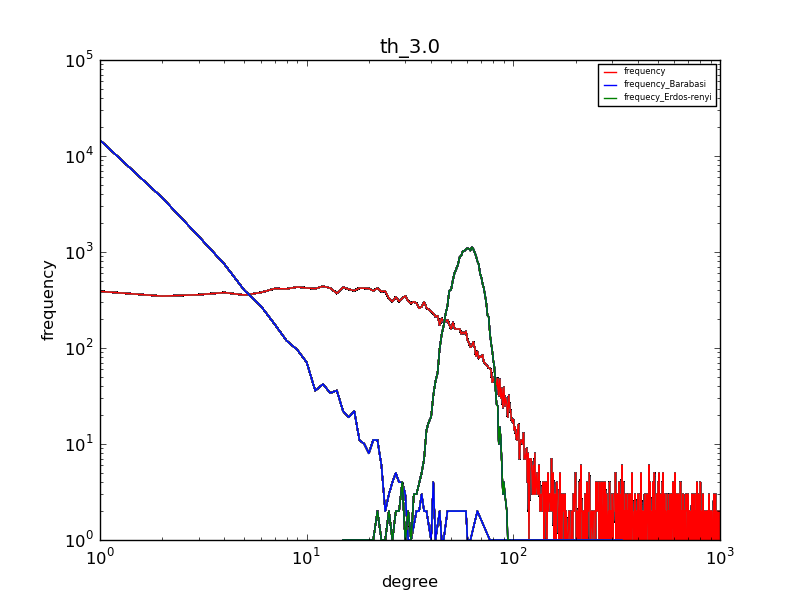 th_3.0
frequency
frequency_Barabasi
frequecy_Erdos-renyi
10^5
10^4
10^3
10^2
10^1
10^0
frequency
10^0
10^1
10^2
10^3
degree